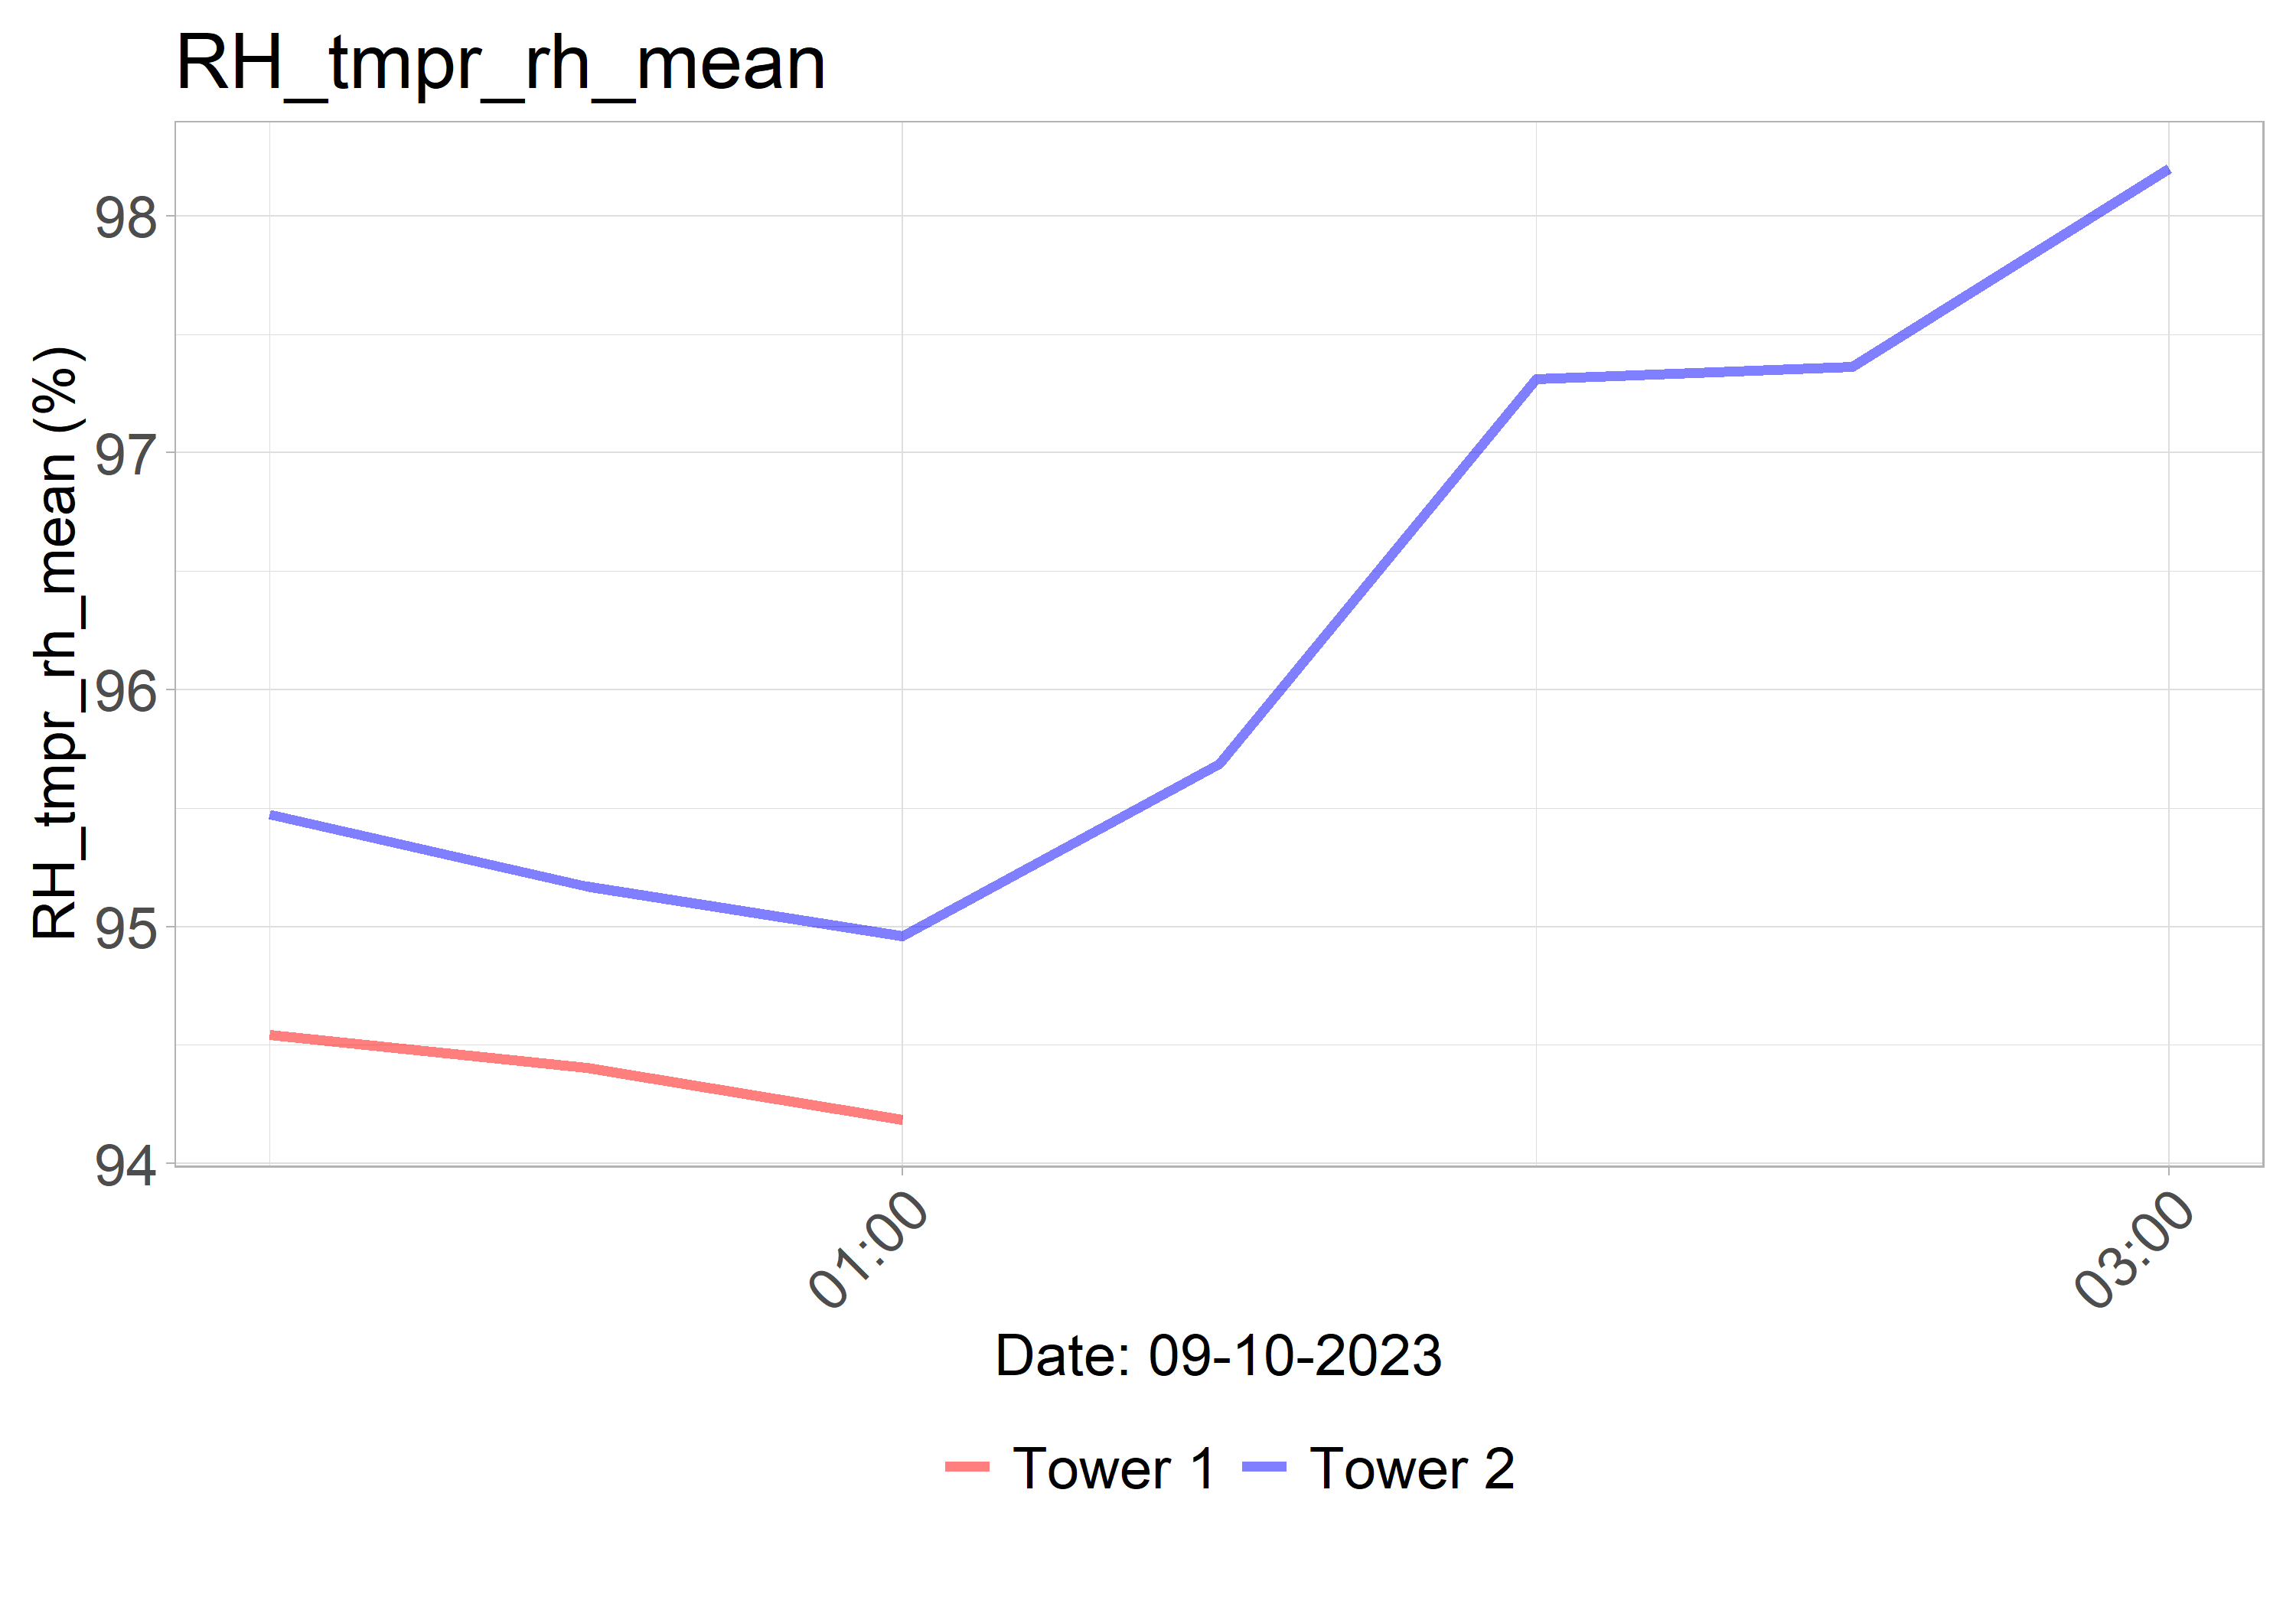 RH_tmpr_rh_mean
RH_tmpr_rh_mean (%)
98
97
96
95
94
01:00
03:00
Date: 09-10-2023
Tower 1
Tower 2